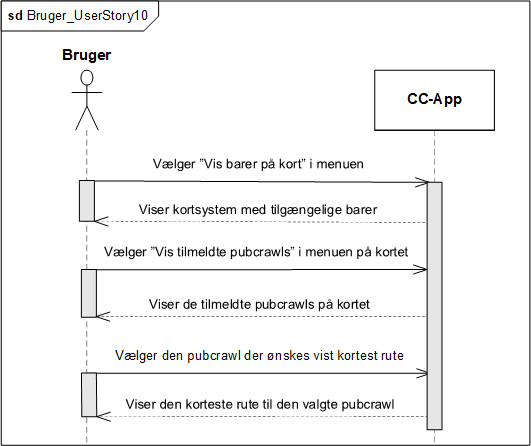 sd Bruger_UserStory10
Bruger
CC-App
Vælger ”Vis barer på kort” i menuen
Viser kortsystem med tilgængelige barer
Vælger ”Vis tilmeldte pubcrawls” i menuen på kortet
Viser de tilmeldte pubcrawls på kortet
Vælger den pubcrawl der ønskes vist kortest rute
Viser den korteste rute til den valgte pubcrawl